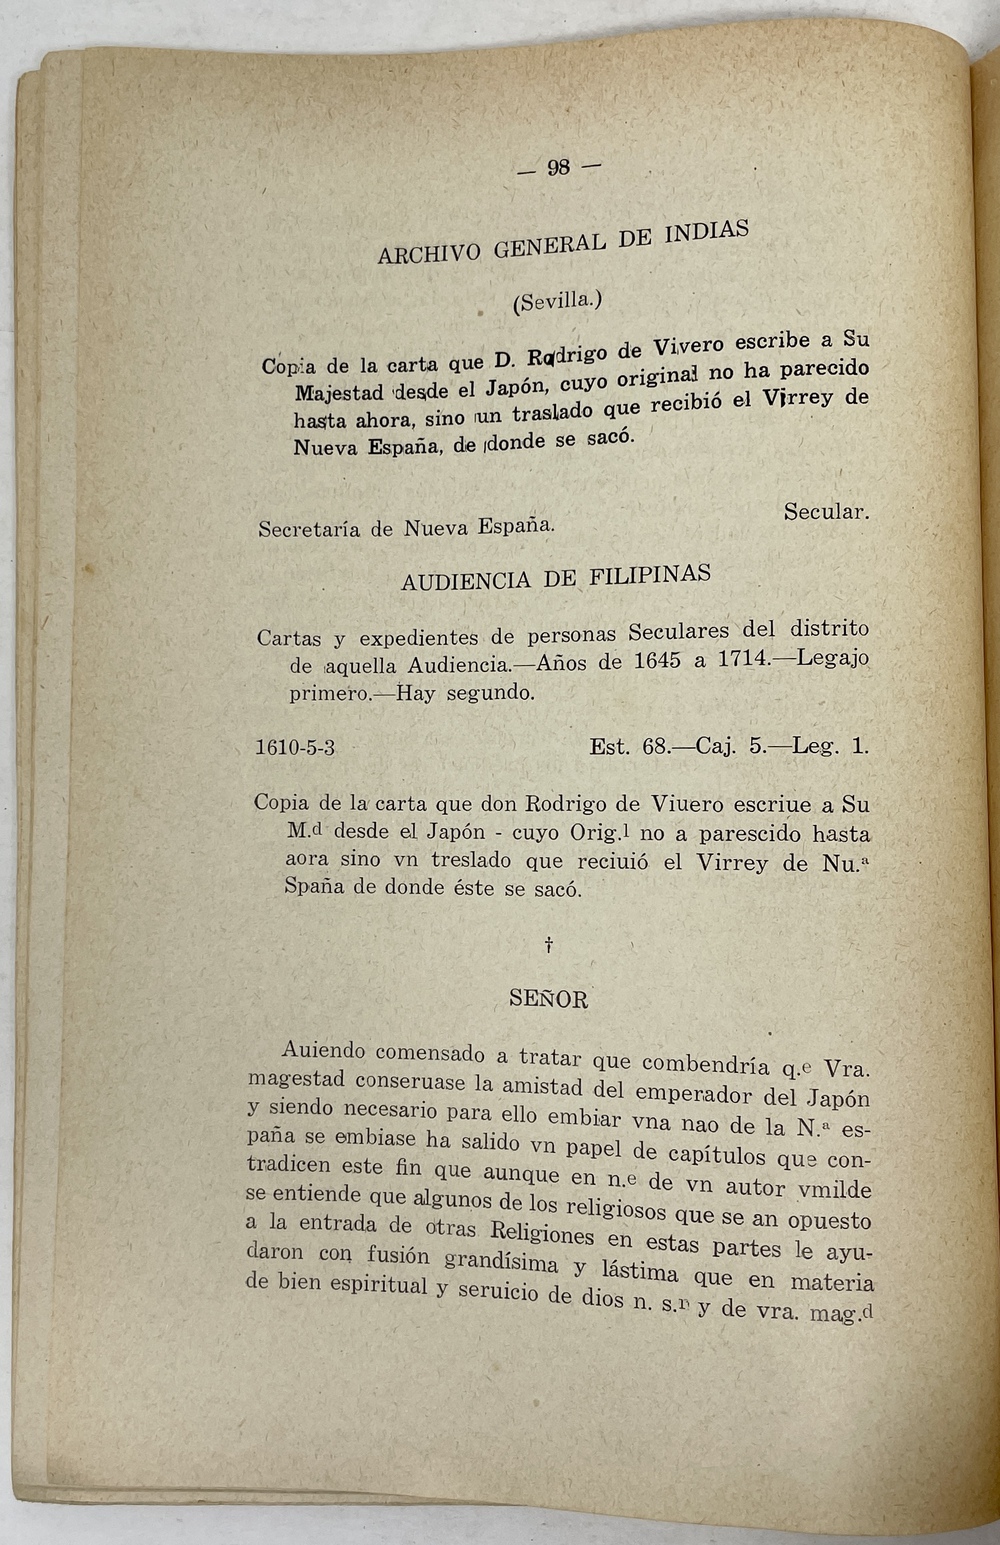 — 98 —
ARCHIVO GENERAL DE INDIAS
(Sevilla.)
Copia de la carta que D. Rodrigo de Vivero escribe a Su
Majestad desde el Japón, cuyo original no ha parecido
hasta ahora, sino un traslado que recibió el Virrey de
Nueva España, de donde se sacó.
Secretaría de Nueva España. Secular.
AUDIENCIA DE FILIPINAS
Cartas y expedientes de personas Seculares del distrito
de aquella Audiencia.—Años de 1645 a 1714.—Legajo
primero.—Hay segundo.
1610-5-3 Est. 68.—Caj. 5.—Leg. 1.
Copia de la carta que don Rodrigo de Viuero escriue a Su
M.ᵈ desde el Japón - cuyo Orig.ˡ no a parescido hasta
aora sino vn treslado que reciuió el Virrey de Nu.ª
Spaña de donde éste se sacó.
†
SEÑOR
Auiendo comensado a tratar que combendría q.ᵉ Vra.
magestad conseruase la amistad del emperador del Japón
y siendo necesario para ello embiar vna nao de la N.ª es-
paña se embiase ha salido vn papel de capítulos que con-
tradicen este fin que aunque en n.ᵉ de vn autor vmilde
se entiende que algunos de los religiosos que se an opuesto
a la entrada de otras Religiones en estas partes le ayu-
daron con fusión grandísima y lástima que en materia
de bien espiritual y seruicio de dios n. s.ʳ y de vra. mag.ᵈ